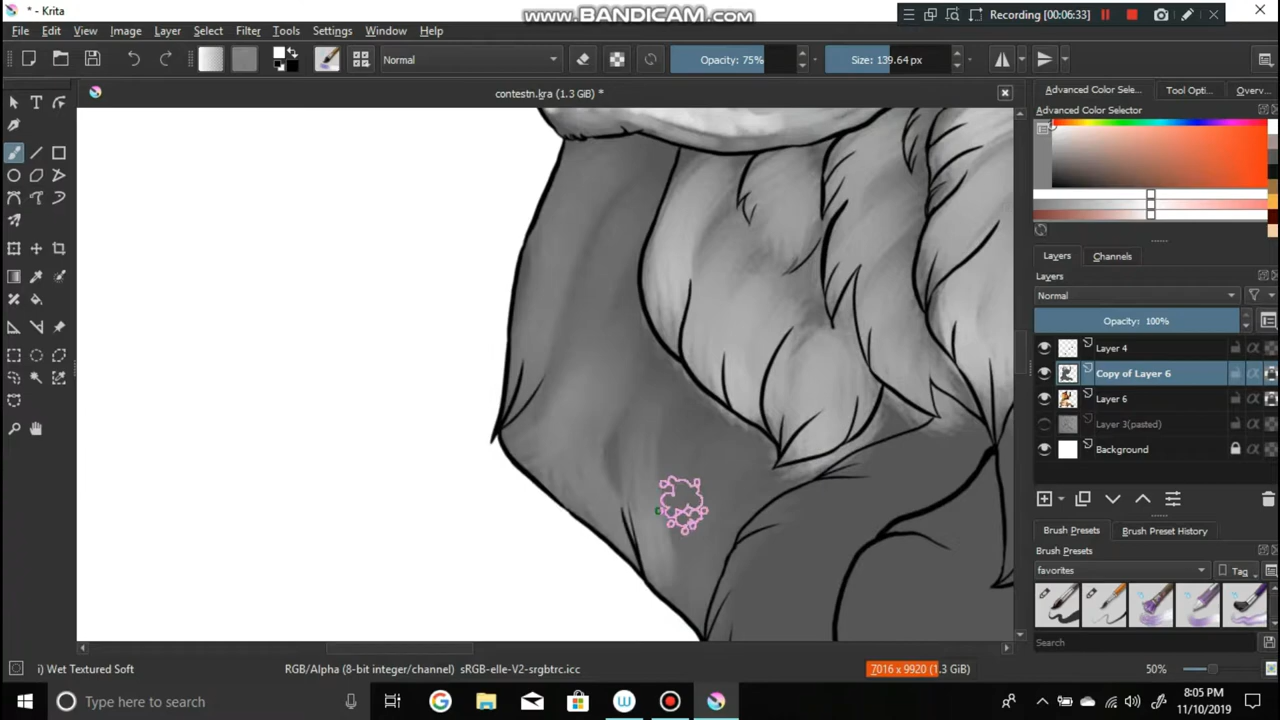 * - Krita
www.BANDICAM.com
Recording [00:06:33]
File Edit View Image Layer Select Filter Tools Settings Window Help
Normal
Opacity: 75%
Size: 139.64 px
contestn.kra (1.3 GiB) *
Advanced Color Sele...
Tool Opti...
Overv...
Advanced Color Selector
Layers
Channels
Layers
Normal
Opacity: 100%
Layer 4
Copy of Layer 6
Layer 6
Layer 3(pasted)
Background
Brush Presets
Brush Preset History
Brush Presets
favorites
Tag
Search
i) Wet Textured Soft
RGB/Alpha (8-bit integer/channel) sRGB-elle-V2-srgbtrc.icc
7016 x 9920 (1.3 GiB)
50%
Type here to search
8:05 PM
11/10/2019